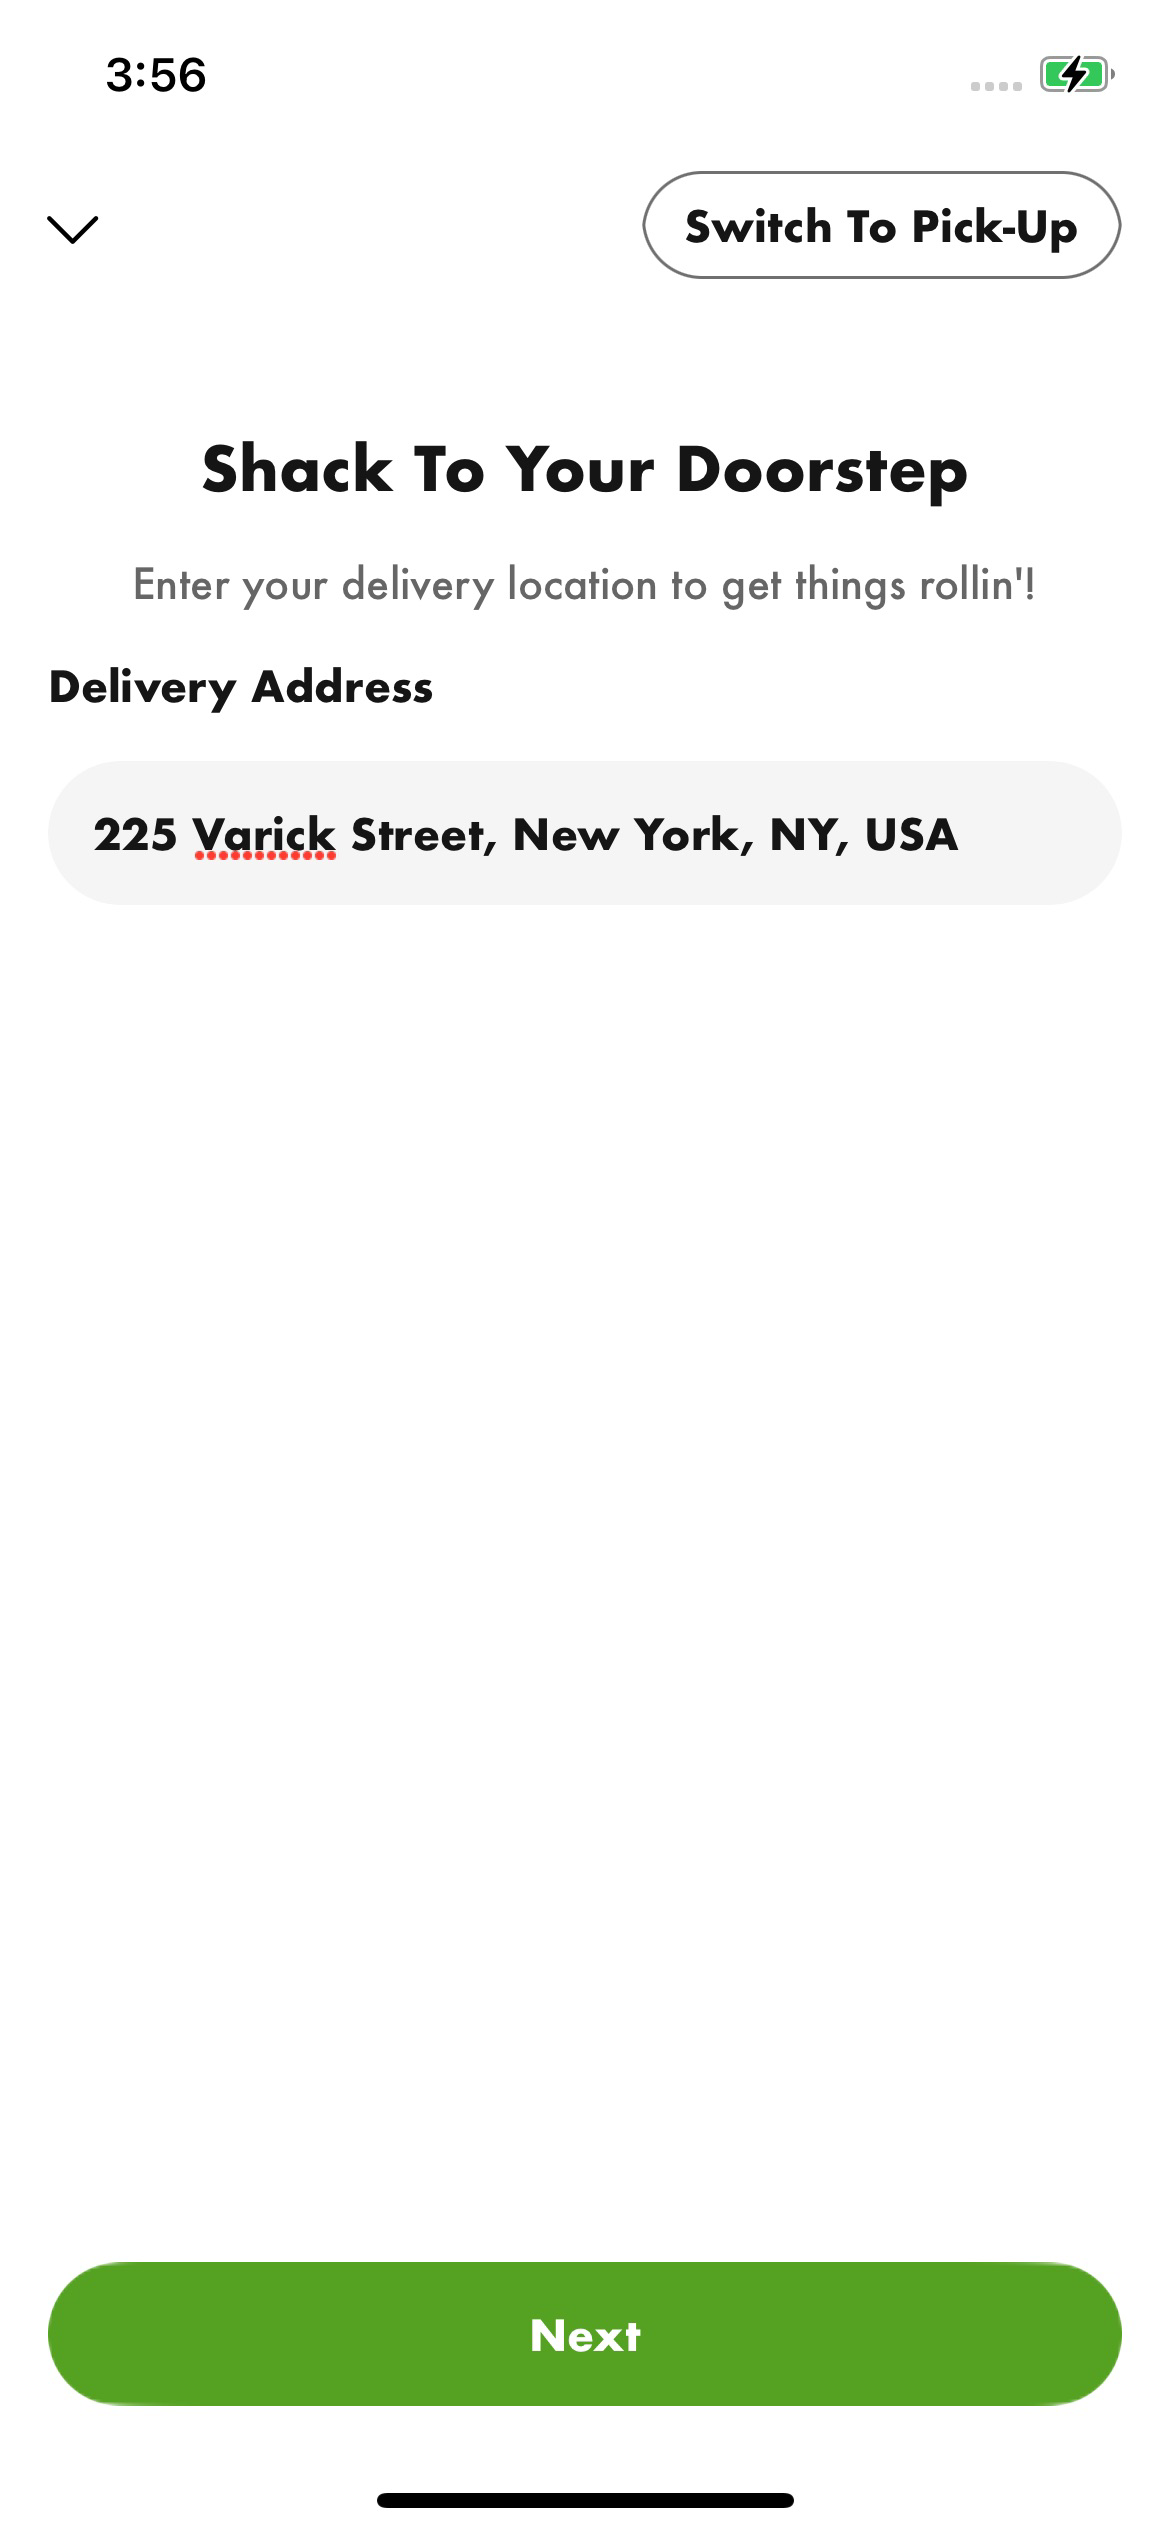 3:56
Switch To Pick-Up
Shack To Your Doorstep
Enter your delivery location to get things rollin'!
Delivery Address
225 Varick Street, New York, NY, USA
Next